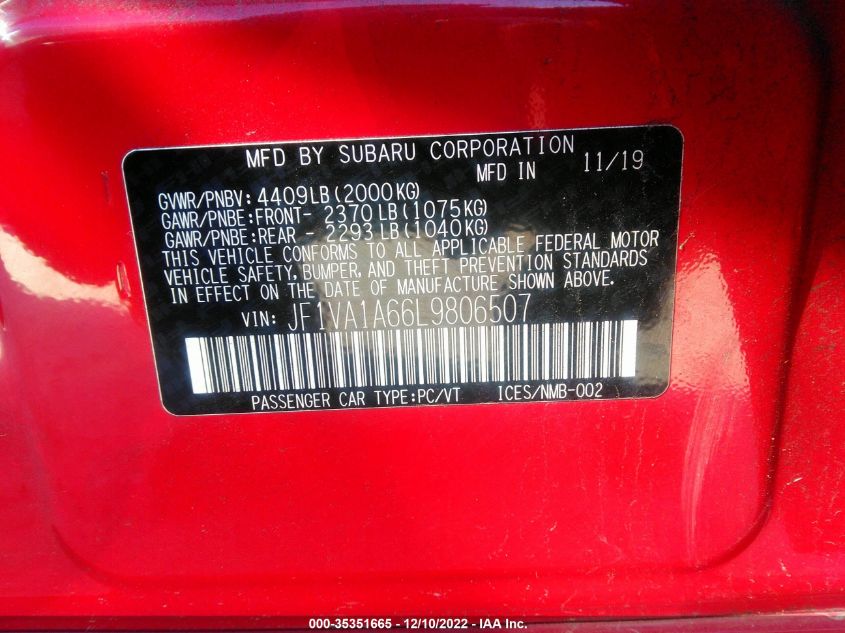 MFD BY SUBARU CORPORATION
MFD IN 11/19
GVWR/PNBV: 4409LB (2000KG)
GAWR/PNBE:FRONT- 2370LB (1075KG)
GAWR/PNBE:REAR - 2293LB (1040KG)
THIS VEHICLE CONFORMS TO ALL APPLICABLE FEDERAL MOTOR
VEHICLE SAFETY, BUMPER, AND THEFT PREVENTION STANDARDS
IN EFFECT ON THE DATE OF MANUFACTURE SHOWN ABOVE.
VIN: JF1VA1A66L9806507
PASSENGER CAR TYPE:PC/VT ICES/NMB-002
000-35351665 - 12/10/2022 - IAA Inc.